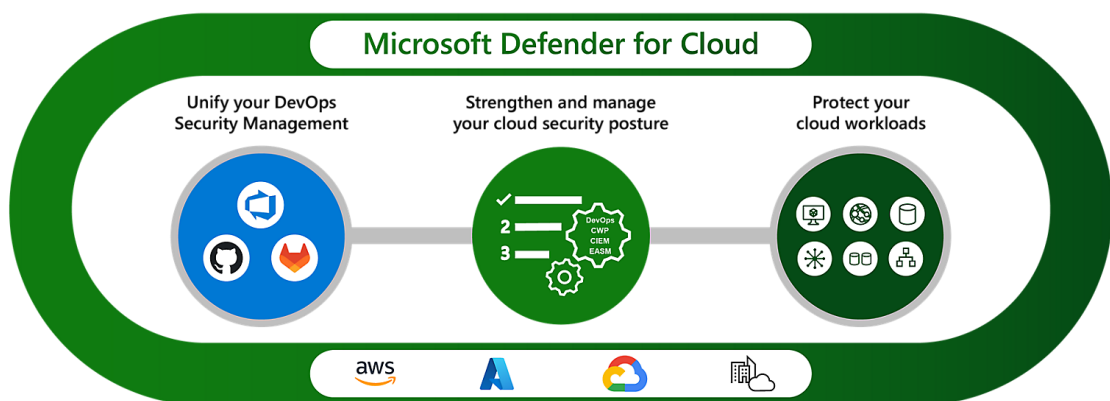 Microsoft Defender for Cloud
Unify your DevOps
Security Management
Strengthen and manage
your cloud security posture
Protect your
cloud workloads
2
3
DevOps
CWP
CIEM
EASM
aws